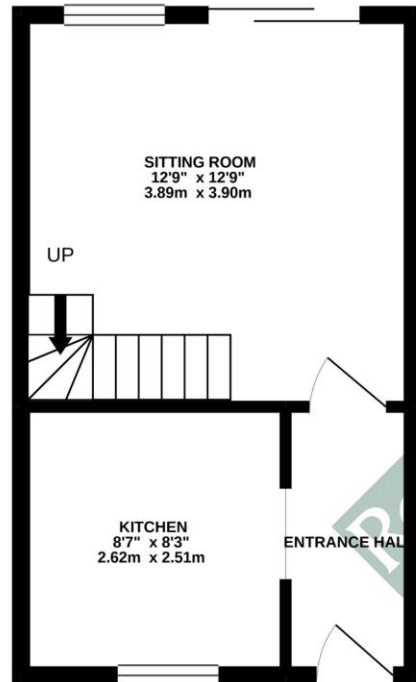 SITTING ROOM
12'9" x 12'9"
3.89m x 3.90m
UP
KITCHEN
8'7" x 8'3"
2.62m x 2.51m
ENTRANCE HAL